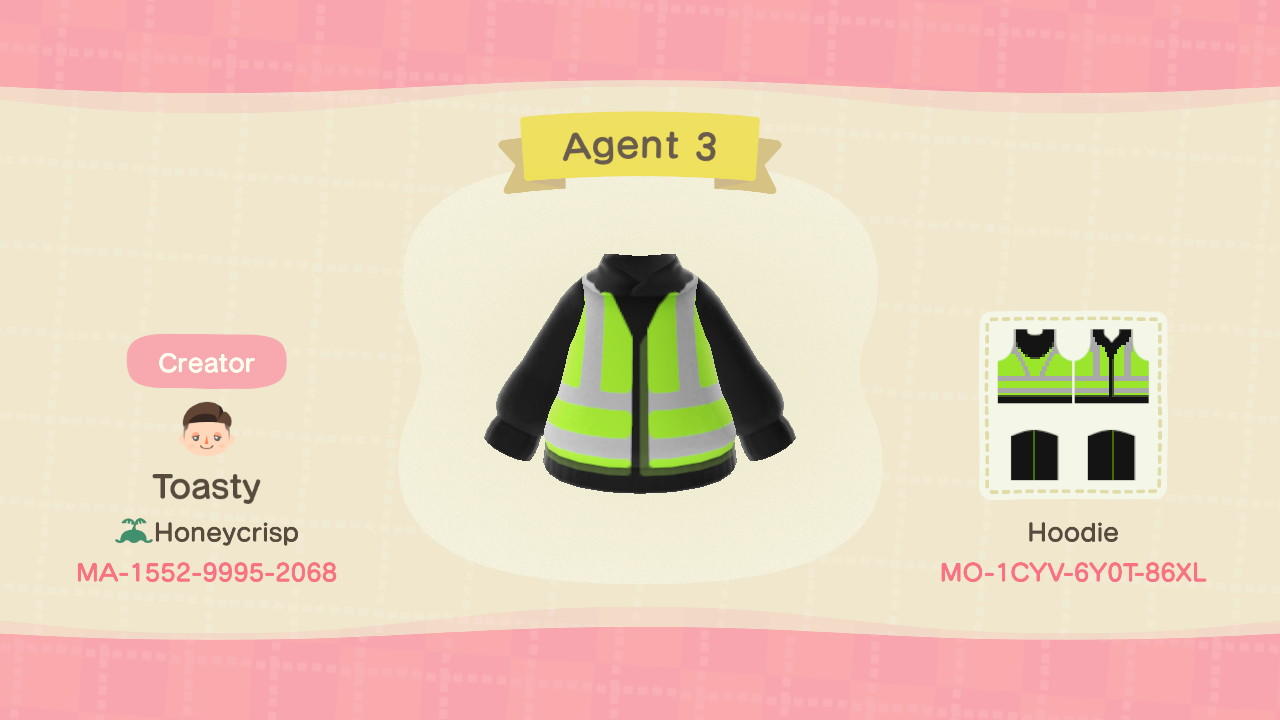 Agent 3
Creator
Toasty
Honeycrisp
MA-1552-9995-2068
Hoodie
MO-1CYV-6Y0T-86XL